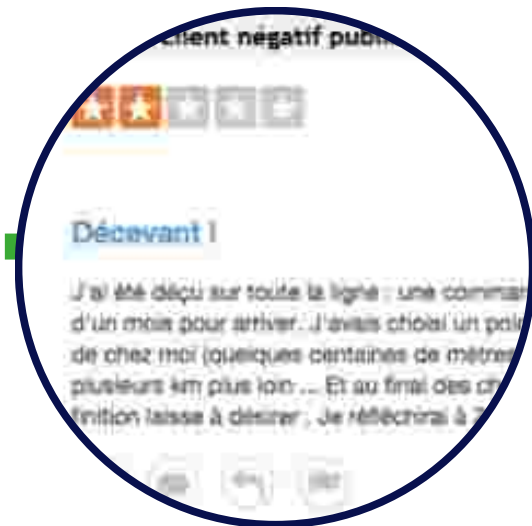 client négatif publi
Décevant !
J'ai été déçu sur toute la ligne : une comman
d'un mois pour arriver. J'avais choisi un poi
de chez moi (quelques centaines de mètres
plusieurs km plus loin ... Et au final des ch
finition laisse à désirer . Je réfléchirai à 2